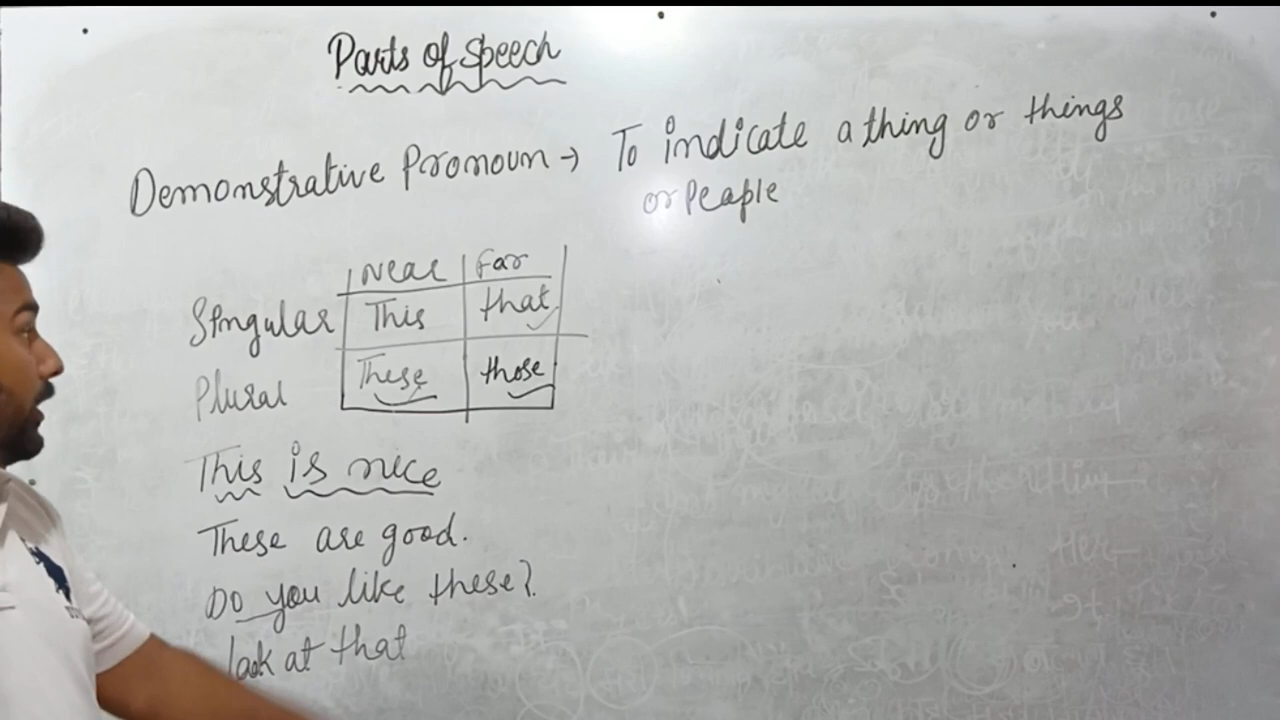 Parts of speech
Demonstrative Pronoun → To indicate a thing or things
or Peaple
Near Far
Singular This that
Plural These those
This is nice
These are good.
Do you like these?
look at that